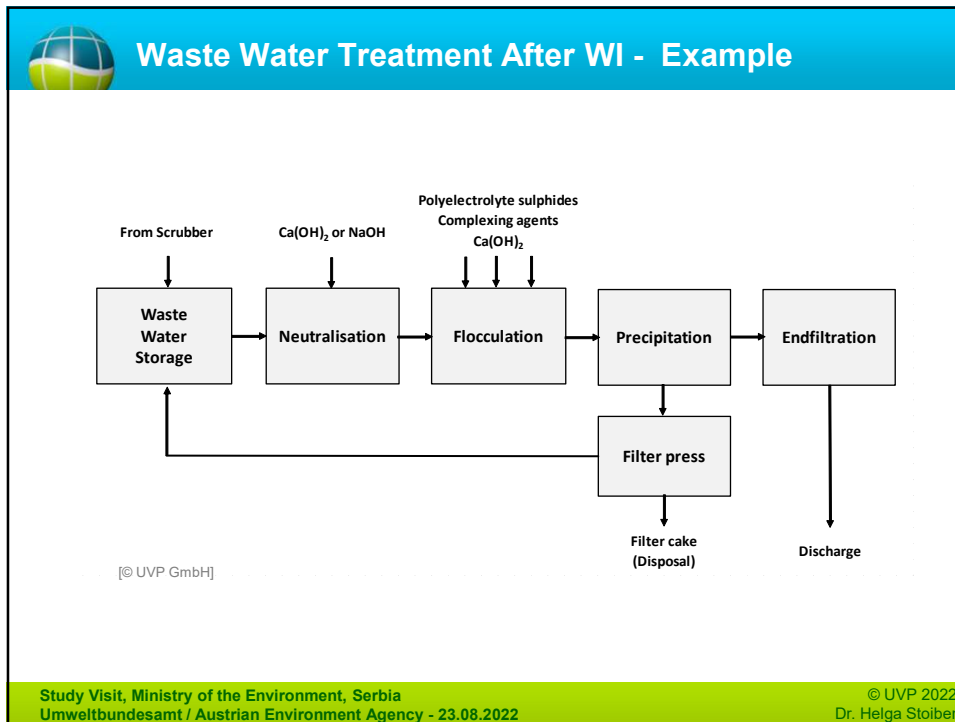 Waste Water Treatment After WI - Example
Polyelectrolyte sulphides
Complexing agents
Ca(OH)₂
From Scrubber
Ca(OH)₂ or NaOH
Waste
Water
Storage
Neutralisation
Flocculation
Precipitation
Endfiltration
Filter press
Filter cake
(Disposal)
Discharge
[© UVP GmbH]
Study Visit, Ministry of the Environment, Serbia
Umweltbundesamt / Austrian Environment Agency - 23.08.2022
© UVP 2022
Dr. Helga Stoiber